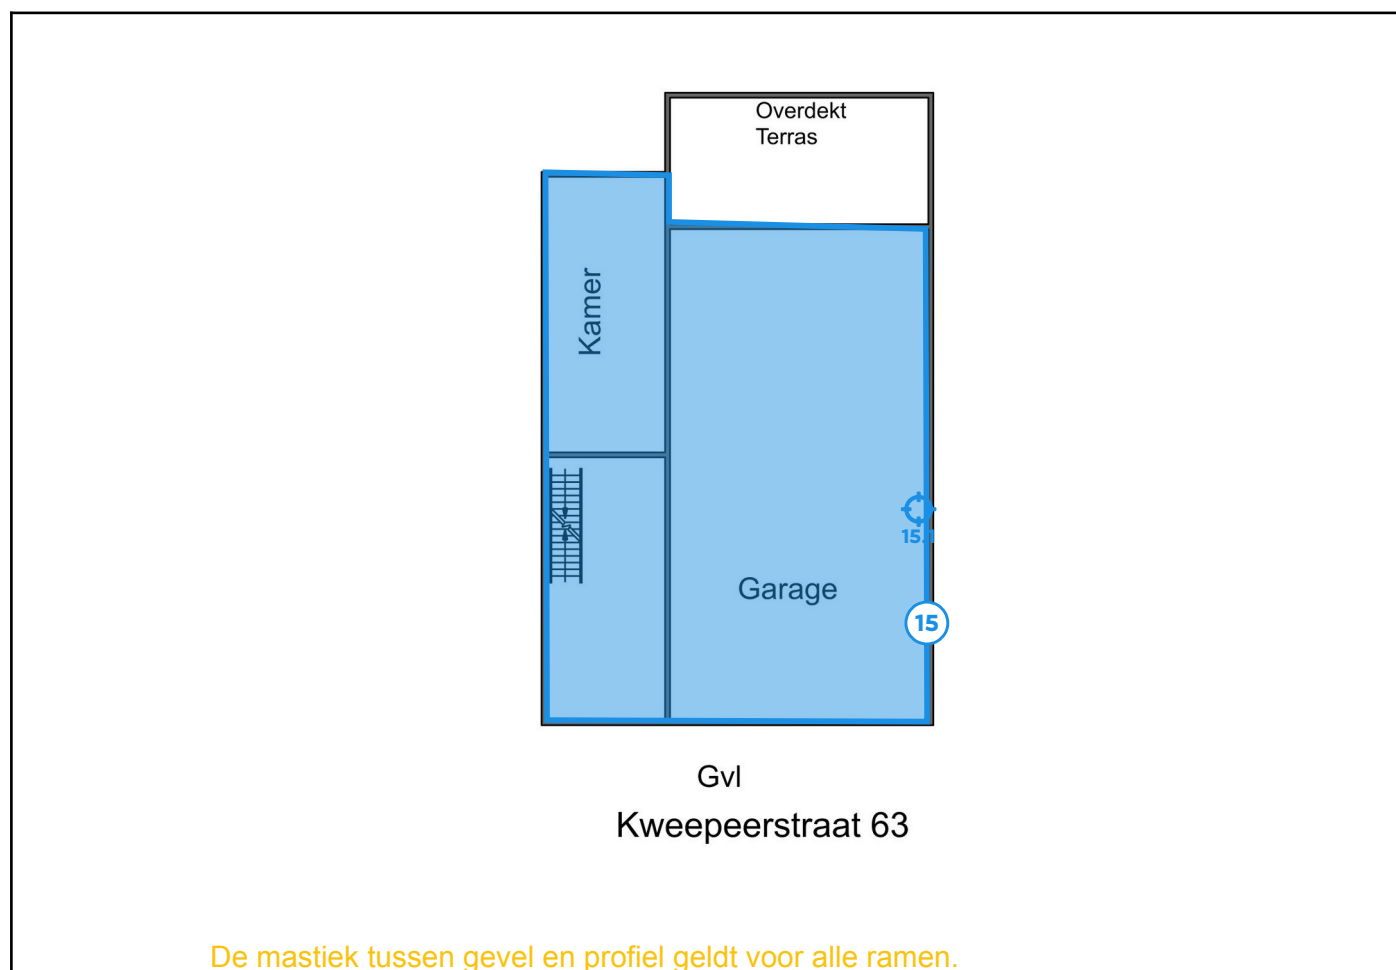 Overdekt
Terras
Kamer
15.1
Garage
15
Gvl
Kweepeerstraat 63
De mastiek tussen gevel en profiel geldt voor alle ramen.